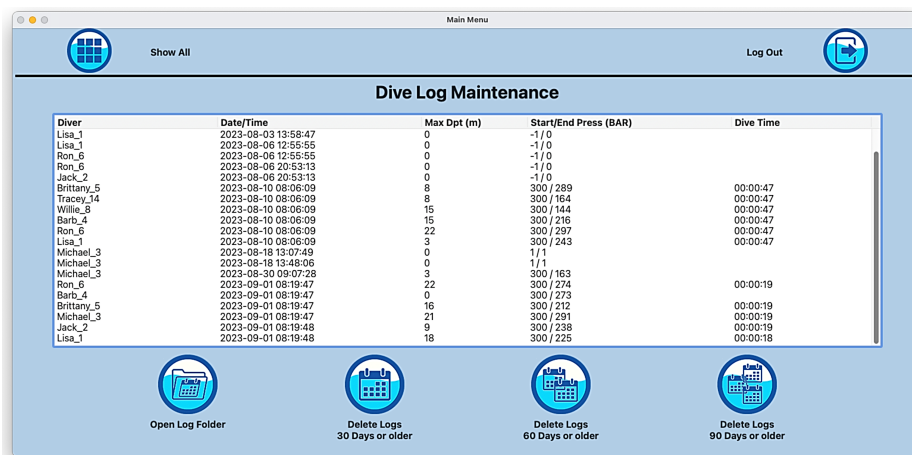 Main Menu
Show All
Log Out
Dive Log Maintenance
Diver Date/Time Max Dpt (m) Start/End Press (BAR) Dive Time
Lisa_1 2023-08-03 13:58:47 0 -1 / 0
Lisa_1 2023-08-06 12:55:55 0 -1 / 0
Ron_6 2023-08-06 12:55:55 0 -1 / 0
Ron_6 2023-08-06 20:53:13 0 -1 / 0
Jack_2 2023-08-06 20:53:13 0 -1 / 0
Brittany_5 2023-08-10 08:06:09 8 300 / 289 00:00:47
Tracey_14 2023-08-10 08:06:09 8 300 / 164 00:00:47
Willie_8 2023-08-10 08:06:09 15 300 / 144 00:00:47
Barb_4 2023-08-10 08:06:09 15 300 / 216 00:00:47
Ron_6 2023-08-10 08:06:09 22 300 / 297 00:00:47
Lisa_1 2023-08-10 08:06:09 3 300 / 243 00:00:47
Michael_3 2023-08-18 13:07:49 0 1 / 1
Michael_3 2023-08-18 13:48:06 0 1 / 1
Michael_3 2023-08-30 09:07:28 3 300 / 163
Ron_6 2023-09-01 08:19:47 22 300 / 274 00:00:19
Barb_4 2023-09-01 08:19:47 0 300 / 273
Brittany_5 2023-09-01 08:19:47 16 300 / 212 00:00:19
Michael_3 2023-09-01 08:19:47 21 300 / 291 00:00:19
Jack_2 2023-09-01 08:19:48 9 300 / 238 00:00:19
Lisa_1 2023-09-01 08:19:48 18 300 / 225 00:00:18
Open Log Folder
Delete Logs
30 Days or older
Delete Logs
60 Days or older
Delete Logs
90 Days or older